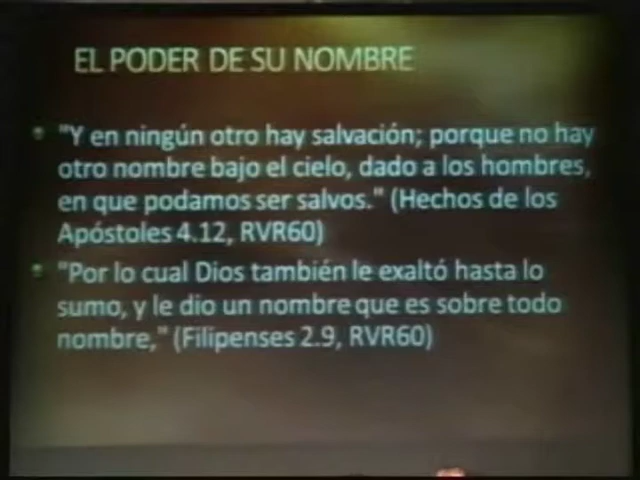 EL PODER DE SU NOMBRE
"Y en ningún otro hay salvación; porque no hay
otro nombre bajo el cielo, dado a los hombres,
en que podamos ser salvos." (Hechos de los
Apóstoles 4.12, RVR60)
"Por lo cual Dios también le exaltó hasta lo
sumo, y le dio un nombre que es sobre todo
nombre," (Filipenses 2.9, RVR60)